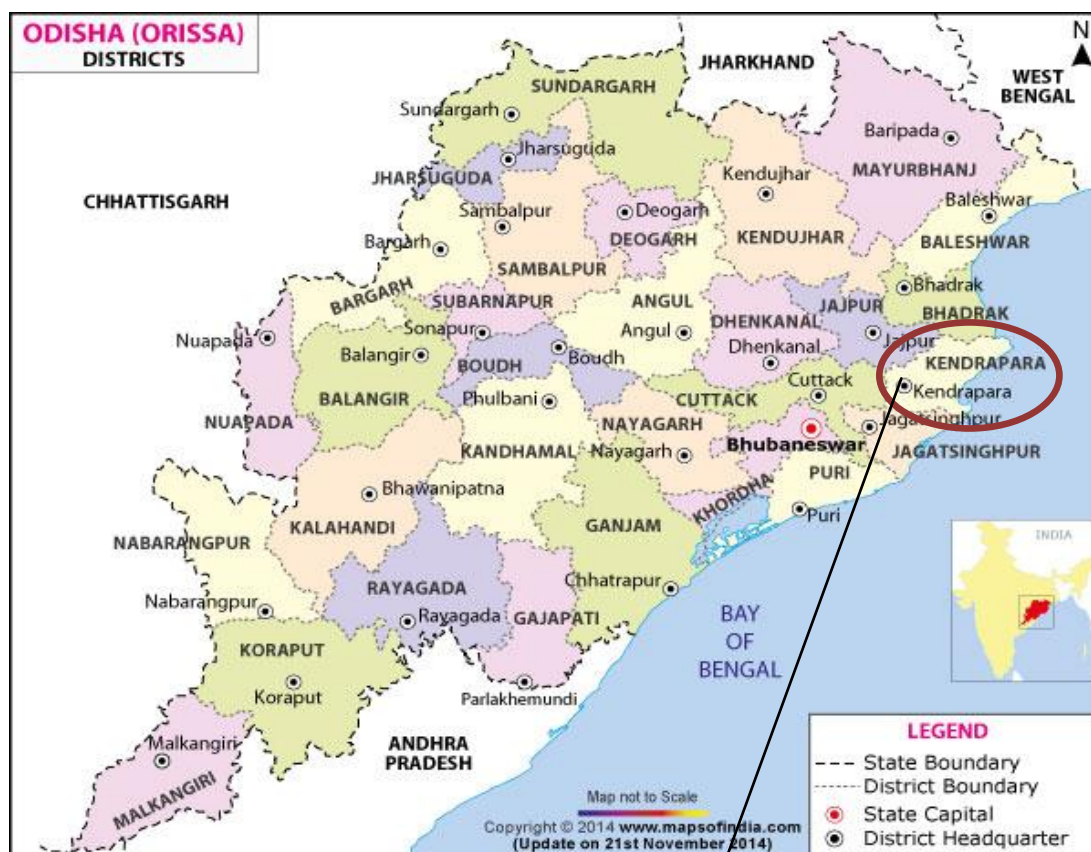 ODISHA (ORISSA)
DISTRICTS
N
JHARKHAND
WEST
BENGAL
CHHATTISGARH
SUNDARGARH
Sundargarh
Jharsuguda
JHARSUGUDA
Baripada
MAYURBHANJ
Kendujhar
KENDUJHAR
Sambalpur
SAMBALPUR
Deogarh
DEOGARH
Baleshwar
BALESHWAR
Bargarh
BARGARH
SUBARNAPUR
Sonapur
ANGUL
Angul
DHENKANAL
Dhenkanal
JAJPUR
Jajpur
Bhadrak
BHADRAK
Nuapada
NUAPADA
Balangir
BALANGIR
BOUDH
Boudh
KENDRAPARA
Kendrapara
Cuttack
CUTTACK
Phulbani
KANDHAMAL
NAYAGARH
Nayagarh
Bhubaneswar
Jagatsinghpur
JAGATSINGHPUR
PURI
Puri
KHORDHA
Bhawanipatna
KALAHANDI
GANJAM
Chhatrapur
NABARANGPUR
Nabarangpur
RAYAGADA
Rayagada
GAJAPATI
Parlakhemundi
KORAPUT
Koraput
Malkangiri
MALKANGIRI
ANDHRA
PRADESH
BAY
OF
BENGAL
INDIA
LEGEND
State Boundary
District Boundary
State Capital
District Headquarter
Map not to Scale
Copyright © 2014 www.mapsofindia.com
(Update on 21st November 2014)